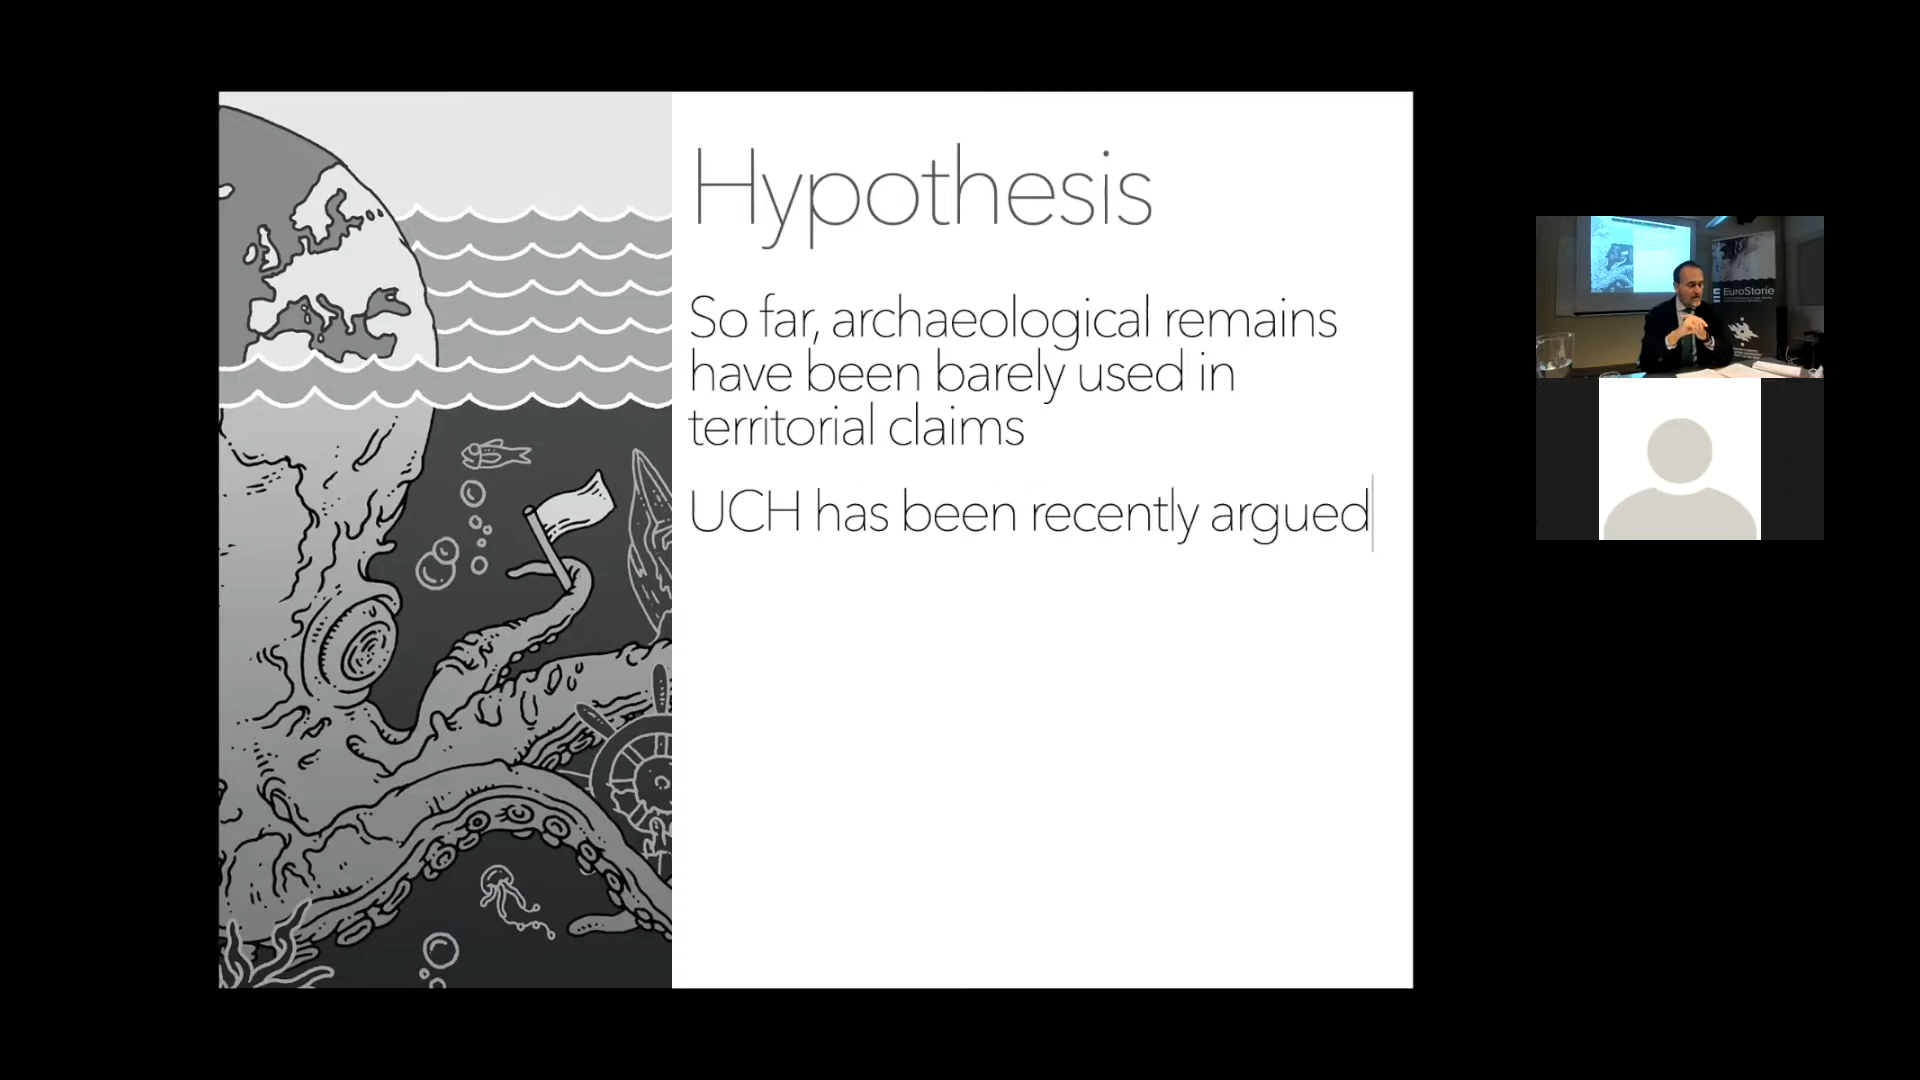 Hypothesis
So far, archaeological remains
have been barely used in
territorial claims
UCH has been recently argued
EuroStorie